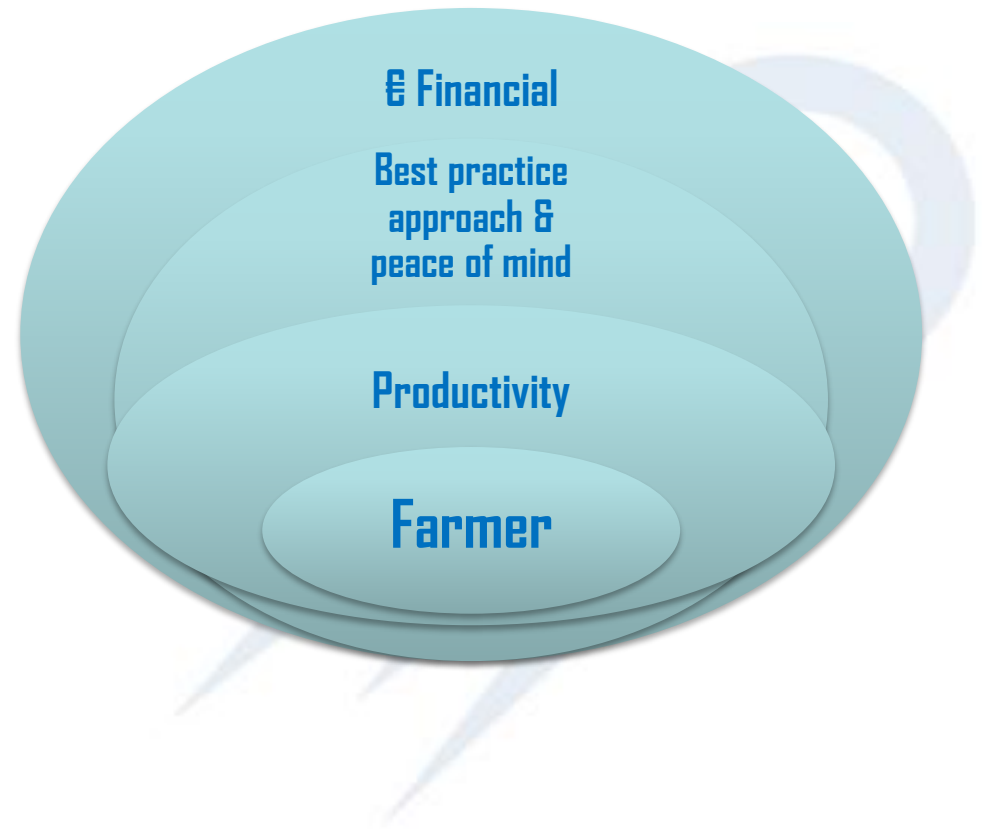 € Financial
Best practice
approach &
peace of mind
Productivity
Farmer